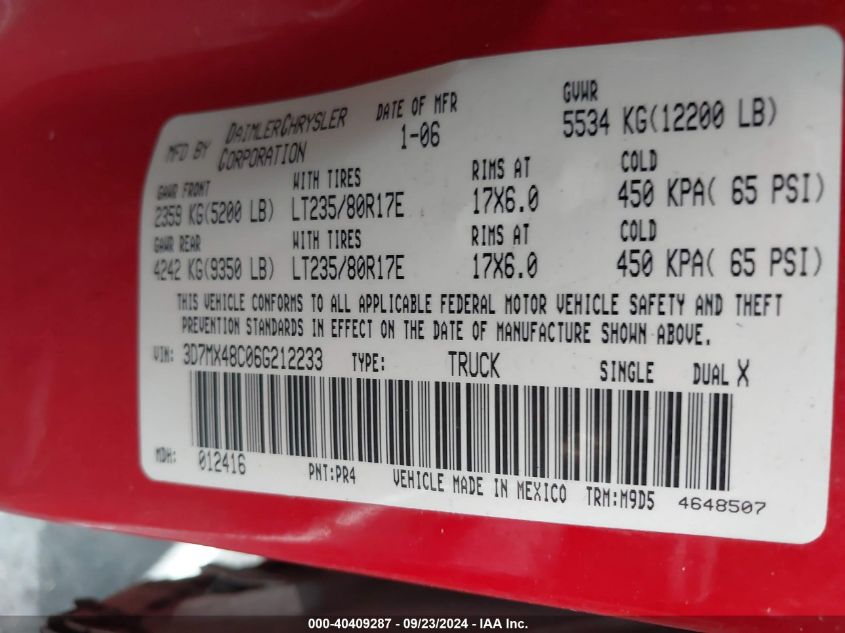 MFD BY DAIMLERCHRYSLER CORPORATION DATE OF MFR 1-06 GVWR 5534 KG(12200 LB)
GAWR FRONT WITH TIRES RIMS AT COLD
2359 KG(5200 LB) LT235/80R17E 17X6.0 450 KPA( 65 PSI)
GAWR REAR WITH TIRES RIMS AT COLD
4242 KG(9350 LB) LT235/80R17E 17X6.0 450 KPA( 65 PSI)
THIS VEHICLE CONFORMS TO ALL APPLICABLE FEDERAL MOTOR VEHICLE SAFETY AND THEFT
PREVENTION STANDARDS IN EFFECT ON THE DATE OF MANUFACTURE SHOWN ABOVE.
VIN: 3D7MX48C06G212233 TYPE: TRUCK SINGLE DUAL X
MDH: 012416 PNT:PR4 VEHICLE MADE IN MEXICO TRM:M9D5 4648507
000-40409287 - 09/23/2024 - IAA Inc.